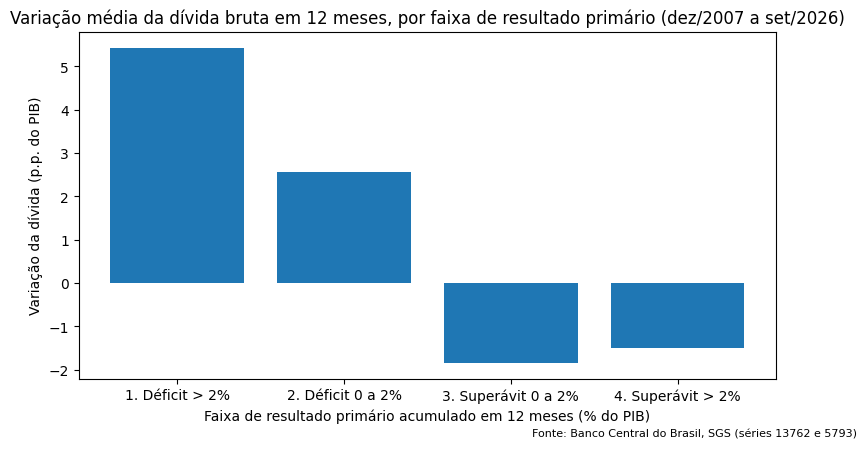 Variação média da dívida bruta em 12 meses, por faixa de resultado primário (dez/2007 a set/2026)
Variação da dívida (p.p. do PIB)
5
4
3
2
1
0
−1
−2
1. Déficit > 2%
2. Déficit 0 a 2%
3. Superávit 0 a 2%
4. Superávit > 2%
Faixa de resultado primário acumulado em 12 meses (% do PIB)
Fonte: Banco Central do Brasil, SGS (séries 13762 e 5793)